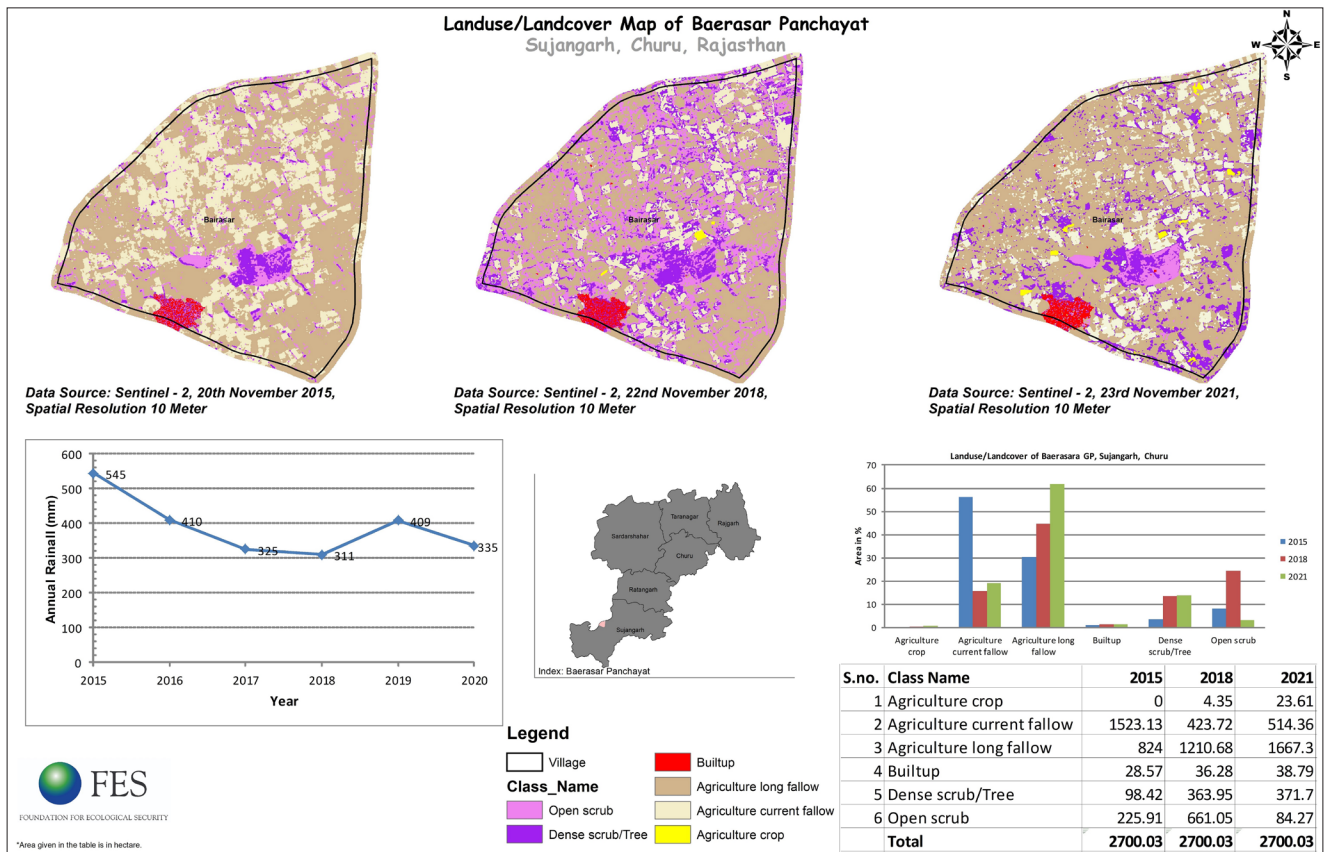 Landuse/Landcover Map of Baerasar Panchayat
Sujangarh, Churu, Rajasthan
N
W E
S
Bairasar
Bairasar
Bairasar
Data Source: Sentinel - 2, 20th November 2015,
Spatial Resolution 10 Meter
Data Source: Sentinel - 2, 22nd November 2018,
Spatial Resolution 10 Meter
Data Source: Sentinel - 2, 23rd November 2021,
Spatial Resolution 10 Meter
Annual Rainall (mm)
600
500
400
300
200
100
0
545
410
325
311
409
335
2015 2016 2017 2018 2019 2020
Year
Sardarshahar
Taranagar
Rajgarh
Churu
Ratangarh
Sujangarh
Index: Baerasar Panchayat
Landuse/Landcover of Baerasara GP, Sujangarh, Churu
Area in %
70
60
50
40
30
20
10
0
Agriculture crop
Agriculture current fallow
Agriculture long fallow
Builtup
Dense scrub/Tree
Open scrub
2015
2018
2021
S.no. Class Name 2015 2018 2021
1 Agriculture crop 0 4.35 23.61
2 Agriculture current fallow 1523.13 423.72 514.36
3 Agriculture long fallow 824 1210.68 1667.3
4 Builtup 28.57 36.28 38.79
5 Dense scrub/Tree 98.42 363.95 371.7
6 Open scrub 225.91 661.05 84.27
Total 2700.03 2700.03 2700.03
Legend
Village
Class_Name
Open scrub
Dense scrub/Tree
Builtup
Agriculture long fallow
Agriculture current fallow
Agriculture crop
FES
FOUNDATION FOR ECOLOGICAL SECURITY
*Area given in the table is in hectare.